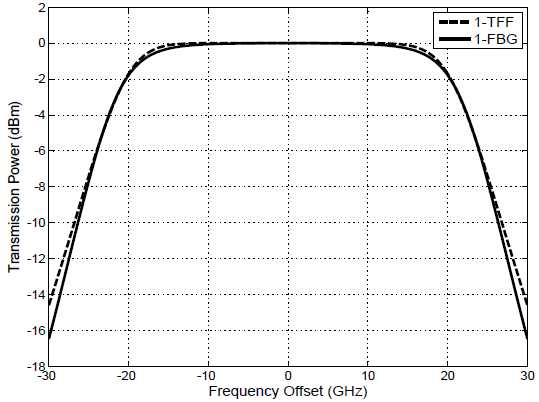 2
0
-2
-4
-6
-8
-10
-12
-14
-16
-18
Transmission Power (dBm)
1-TFF
1-FBG
-30 -20 -10 0 10 20 30
Frequency Offset (GHz)